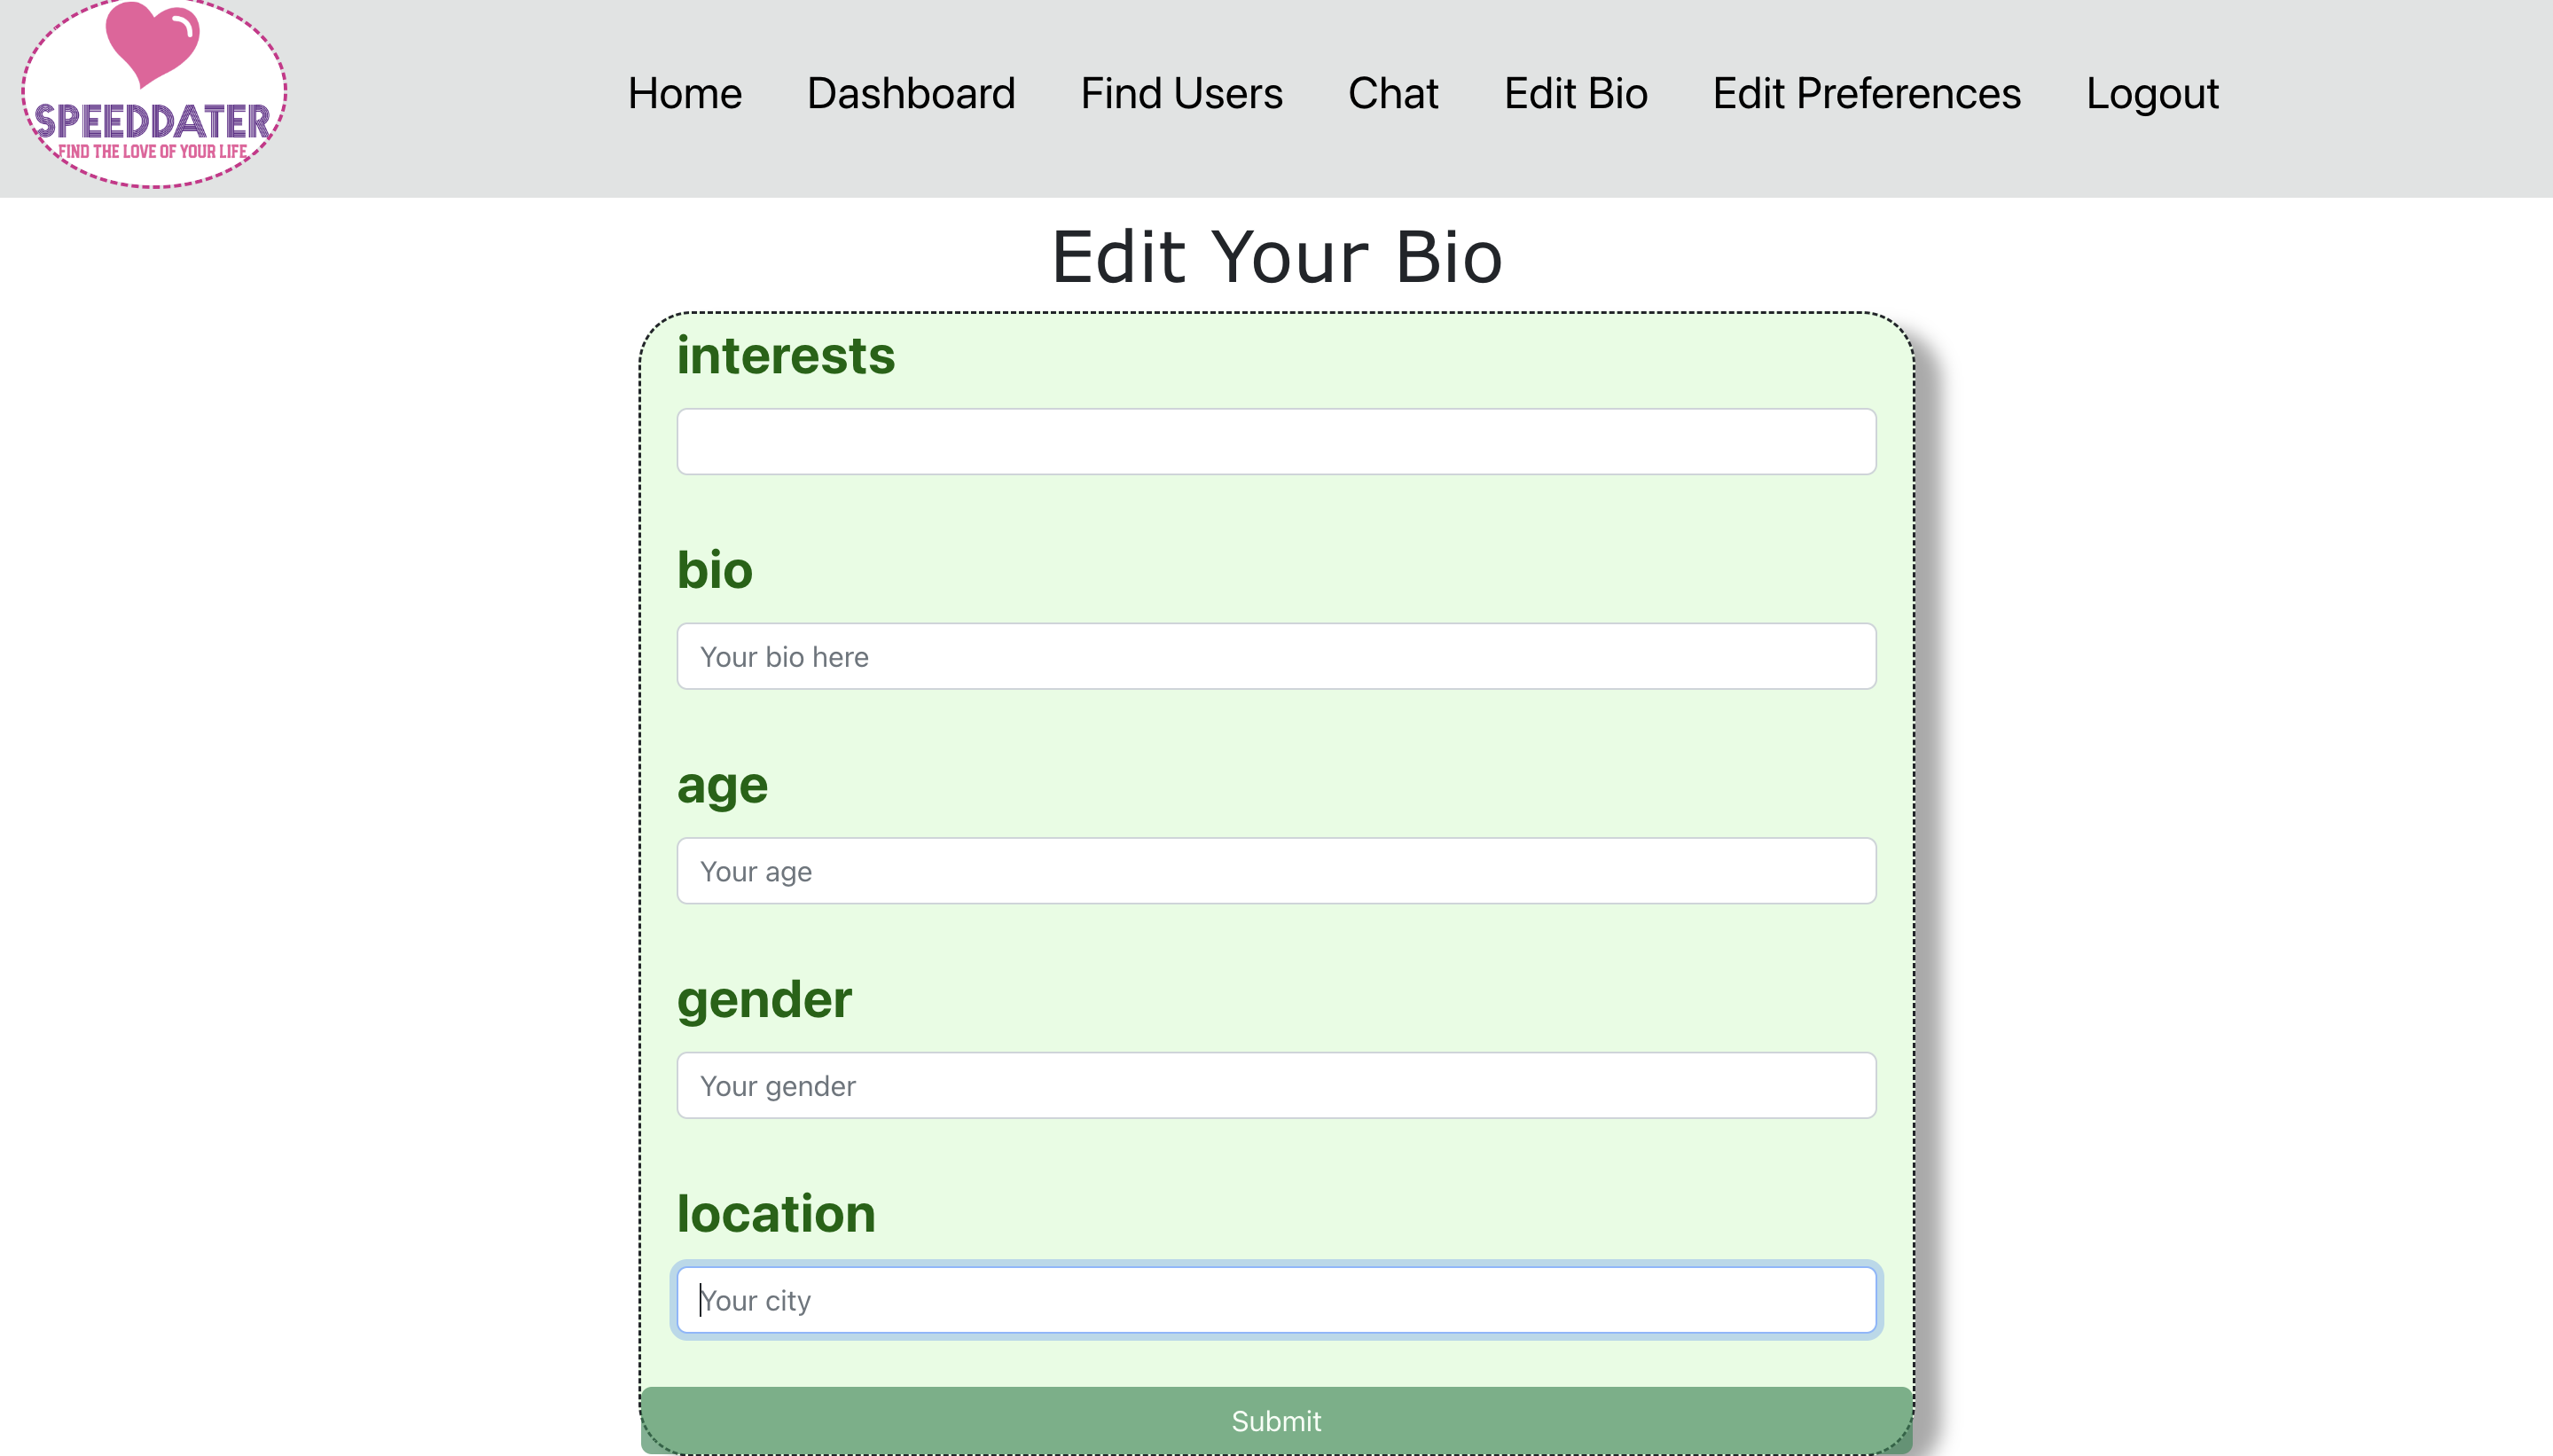 SPEEDDATER
FIND THE LOVE OF YOUR LIFE
Home Dashboard Find Users Chat Edit Bio Edit Preferences Logout
Edit Your Bio
interests
bio
Your bio here
age
Your age
gender
Your gender
location
Your city
Submit